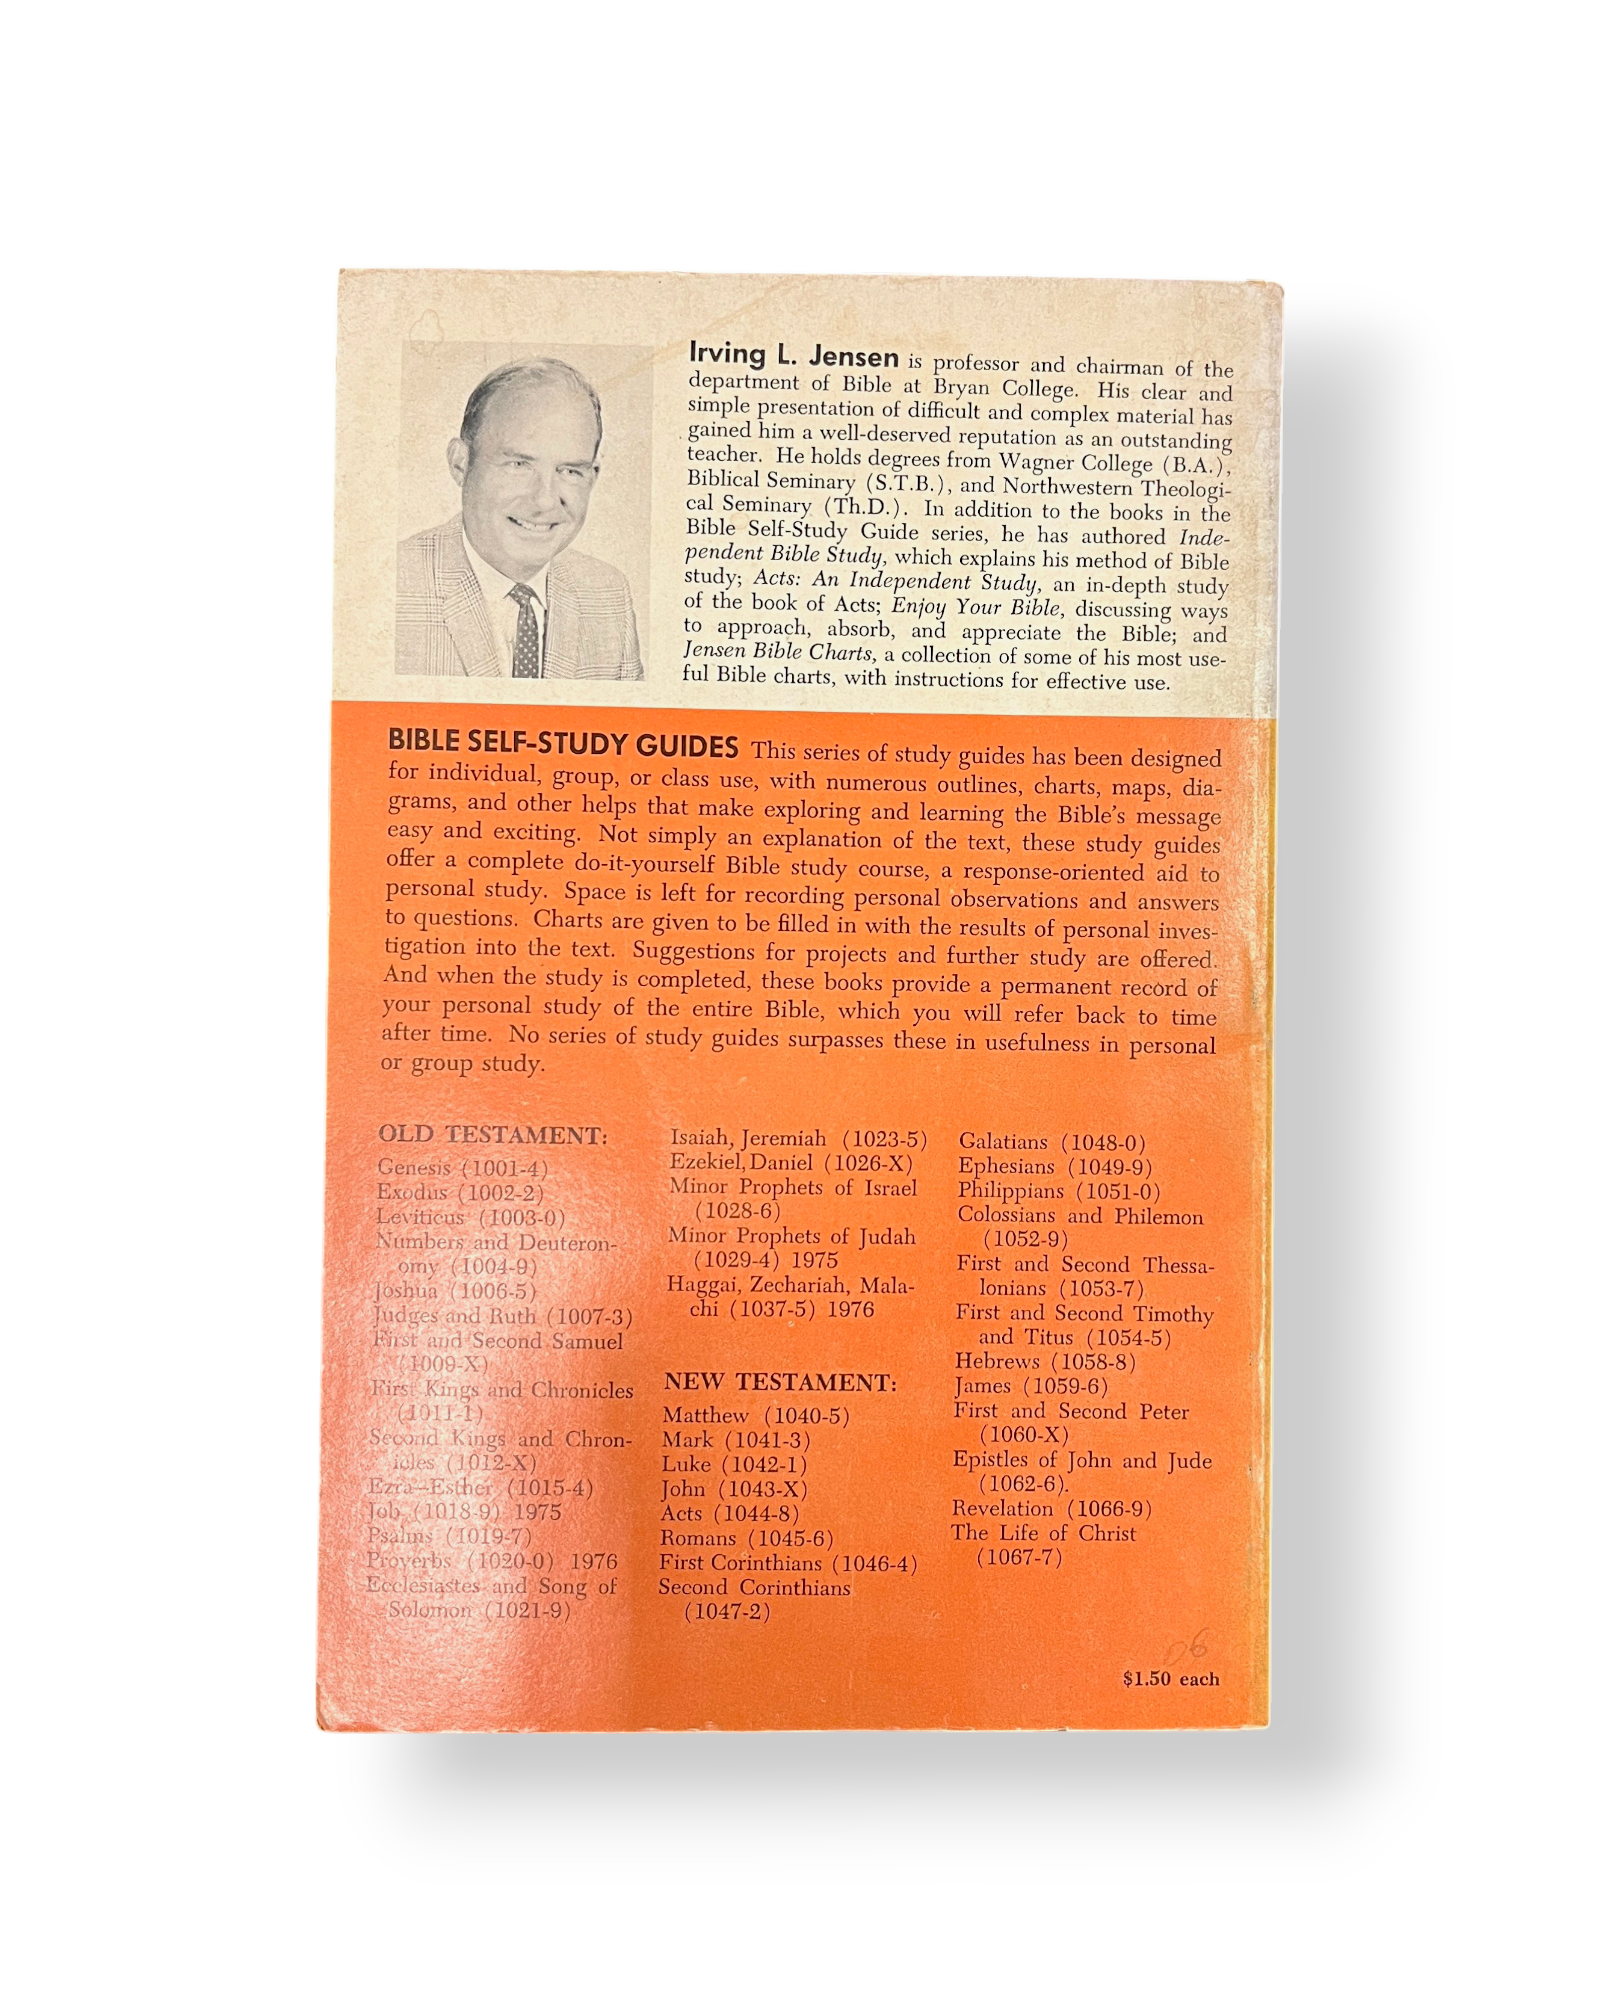 Irving L. Jensen is professor and chairman of the
department of Bible at Bryan College. His clear and
simple presentation of difficult and complex material has
gained him a well-deserved reputation as an outstanding
teacher. He holds degrees from Wagner College (B.A.),
Biblical Seminary (S.T.B.), and Northwestern Theologi-
cal Seminary (Th.D.). In addition to the books in the
Bible Self-Study Guide series, he has authored Inde-
pendent Bible Study, which explains his method of Bible
study; Acts: An Independent Study, an in-depth study
of the book of Acts; Enjoy Your Bible, discussing ways
to approach, absorb, and appreciate the Bible; and
Jensen Bible Charts, a collection of some of his most use-
ful Bible charts, with instructions for effective use.
BIBLE SELF-STUDY GUIDES This series of study guides has been designed
for individual, group, or class use, with numerous outlines, charts, maps, dia-
grams, and other helps that make exploring and learning the Bible's message
easy and exciting. Not simply an explanation of the text, these study guides
offer a complete do-it-yourself Bible study course, a response-oriented aid to
personal study. Space is left for recording personal observations and answers
to questions. Charts are given to be filled in with the results of personal inves-
tigation into the text. Suggestions for projects and further study are offered.
And when the study is completed, these books provide a permanent record of
your personal study of the entire Bible, which you will refer back to time
after time. No series of study guides surpasses these in usefulness in personal
or group study.
OLD TESTAMENT:
Genesis (1001-4)
Exodus (1002-2)
Leviticus (1003-0)
Numbers and Deuteron-
omy (1004-9)
Joshua (1006-5)
Judges and Ruth (1007-3)
First and Second Samuel
(1009-X)
First Kings and Chronicles
(1011-1)
Second Kings and Chron-
icles (1012-X)
Ezra–Esther (1015-4)
Job (1018-9) 1975
Psalms (1019-7)
Proverbs (1020-0) 1976
Ecclesiastes and Song of
Solomon (1021-9)
Isaiah, Jeremiah (1023-5)
Ezekiel, Daniel (1026-X)
Minor Prophets of Israel
(1028-6)
Minor Prophets of Judah
(1029-4) 1975
Haggai, Zechariah, Mala-
chi (1037-5) 1976
NEW TESTAMENT:
Matthew (1040-5)
Mark (1041-3)
Luke (1042-1)
John (1043-X)
Acts (1044-8)
Romans (1045-6)
First Corinthians (1046-4)
Second Corinthians
(1047-2)
Galatians (1048-0)
Ephesians (1049-9)
Philippians (1051-0)
Colossians and Philemon
(1052-9)
First and Second Thessa-
lonians (1053-7)
First and Second Timothy
and Titus (1054-5)
Hebrews (1058-8)
James (1059-6)
First and Second Peter
(1060-X)
Epistles of John and Jude
(1062-6).
Revelation (1066-9)
The Life of Christ
(1067-7)
$1.50 each